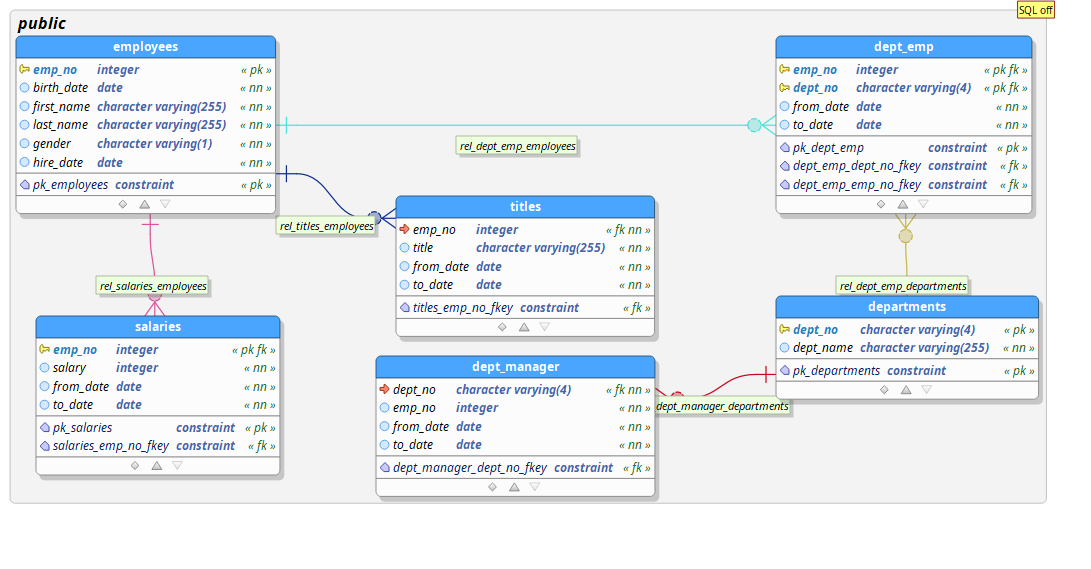 SQL off
public
employees
emp_no integer « pk »
birth_date date « nn »
first_name character varying(255) « nn »
last_name character varying(255) « nn »
gender character varying(1) « nn »
hire_date date « nn »
pk_employees constraint « pk »
dept_emp
emp_no integer « pk fk »
dept_no character varying(4) « pk fk »
from_date date « nn »
to_date date « nn »
pk_dept_emp constraint « pk »
dept_emp_dept_no_fkey constraint « fk »
dept_emp_emp_no_fkey constraint « fk »
rel_dept_emp_employees
rel_titles_employees
titles
emp_no integer « fk nn »
title character varying(255) « nn »
from_date date « nn »
to_date date « nn »
titles_emp_no_fkey constraint « fk »
rel_salaries_employees
rel_dept_emp_departments
salaries
emp_no integer « pk fk »
salary integer « nn »
from_date date « nn »
to_date date « nn »
pk_salaries constraint « pk »
salaries_emp_no_fkey constraint « fk »
departments
dept_no character varying(4) « pk »
dept_name character varying(255) « nn »
pk_departments constraint « pk »
dept_manager
dept_no character varying(4) « fk nn »
emp_no integer « nn »
from_date date « nn »
to_date date « nn »
dept_manager_dept_no_fkey constraint « fk »
dept_manager_departments